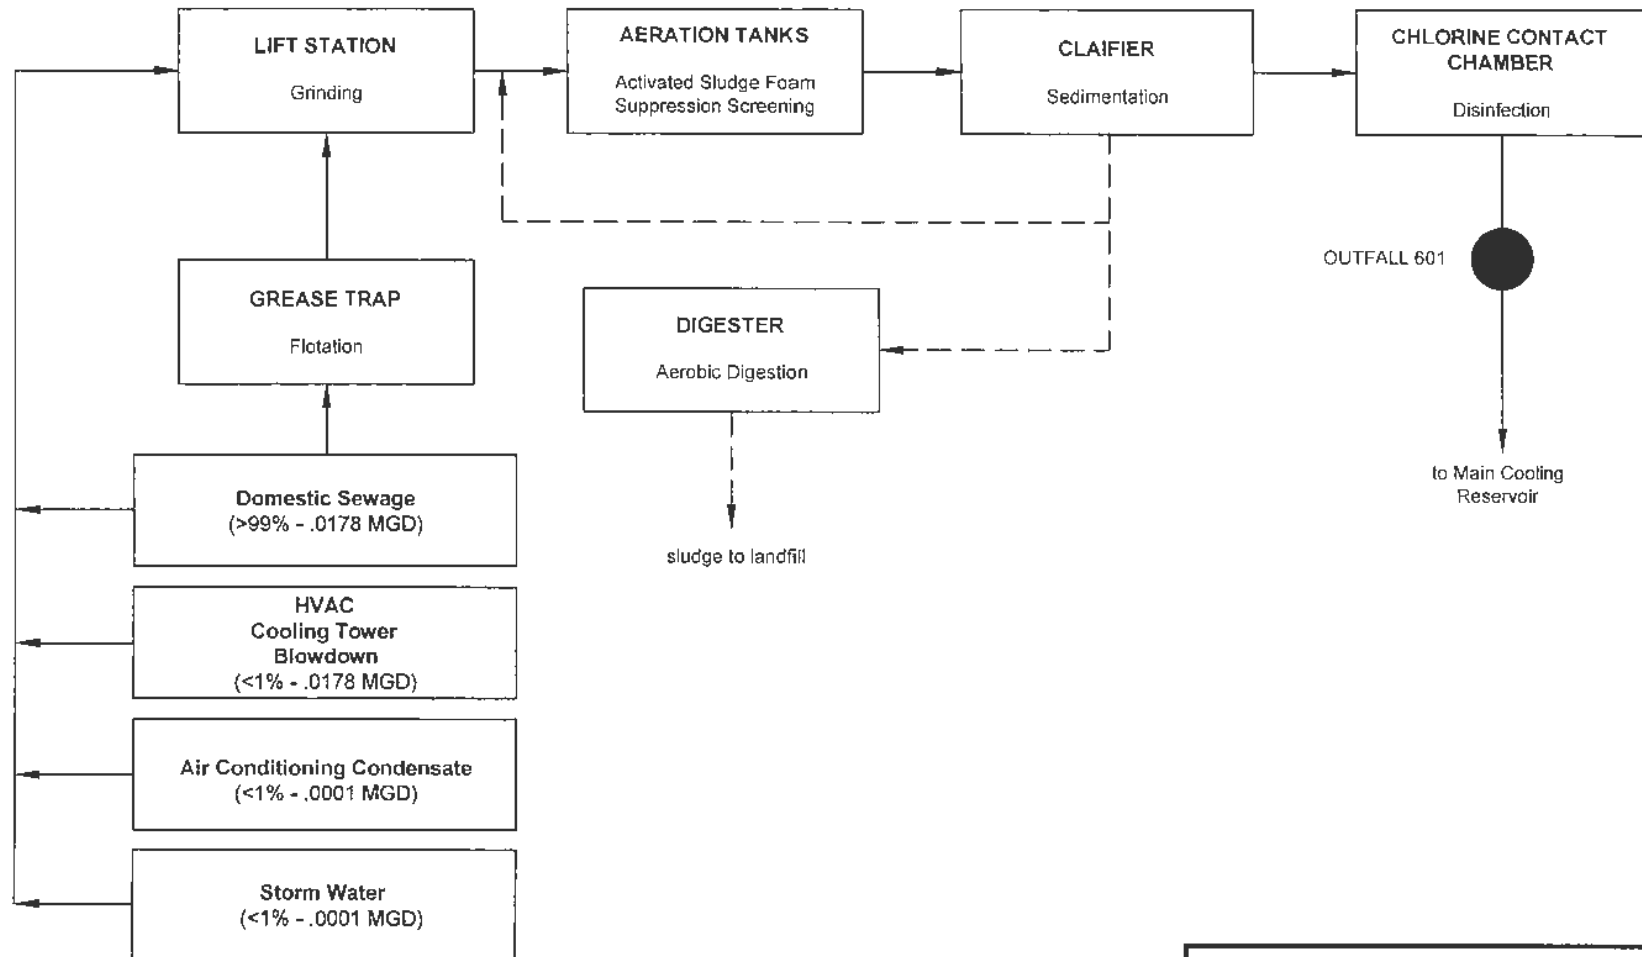 LIFT STATION
Grinding
AERATION TANKS
Activated Sludge Foam
Suppression Screening
CLAIFIER
Sedimentation
CHLORINE CONTACT
CHAMBER
Disinfection
GREASE TRAP
Flotation
DIGESTER
Aerobic Digestion
OUTFALL 601
to Main Cooling
Reservoir
sludge to landfill
Domestic Sewage
(>99% - .0178 MGD)
HVAC
Cooling Tower
Blowdown
(<1% - .0178 MGD)
Air Conditioning Condensate
(<1% - .0001 MGD)
Storm Water
(<1% - .0001 MGD)